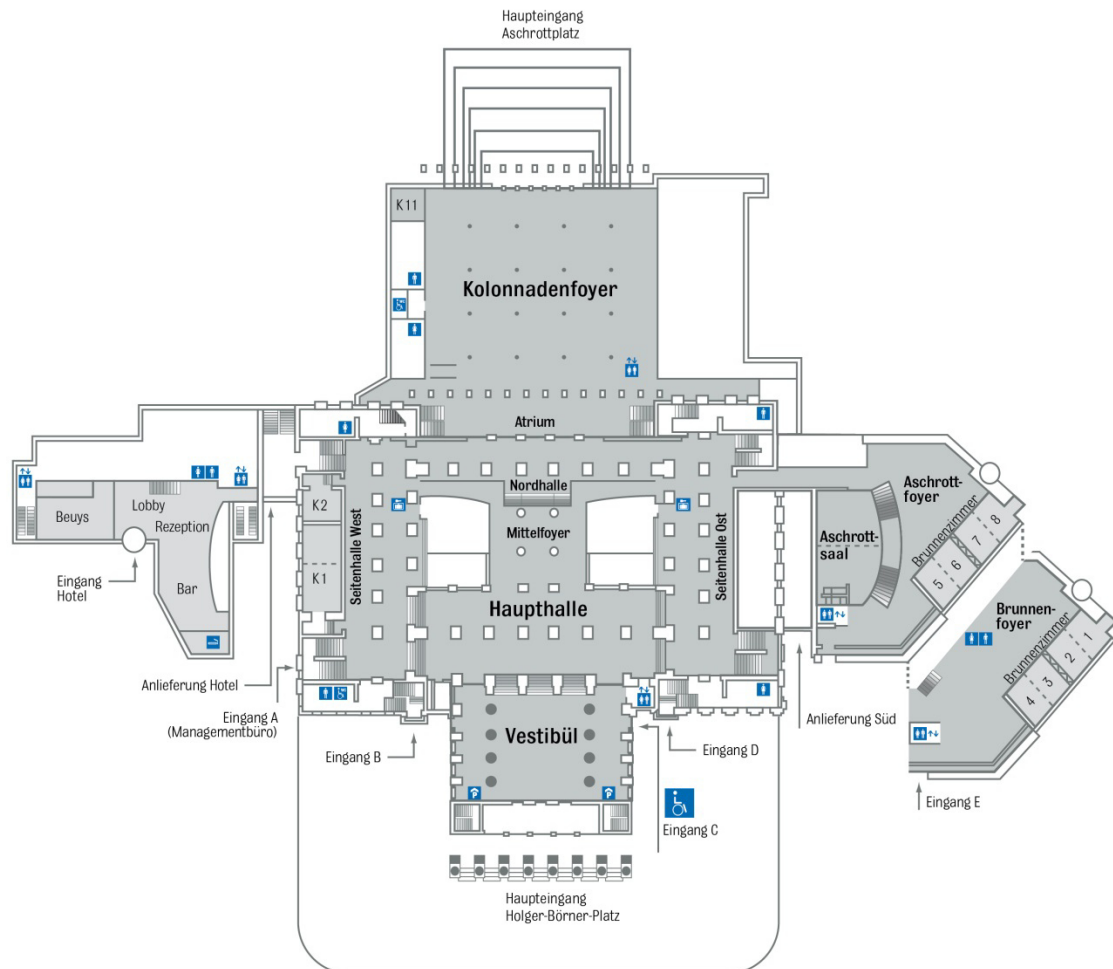 Haupteingang
Aschrottplatz
K11
Kolonnadenfoyer
Atrium
Nordhalle
Mittelfoyer
Haupthalle
Vestibül
Seitenhalle West
Seitenhalle Ost
K2
K1
Beuys
Lobby
Rezeption
Bar
Eingang
Hotel
Anlieferung Hotel
Eingang A
(Managementbüro)
Eingang B
Eingang C
Eingang D
Anlieferung Süd
Eingang E
Aschrott-
foyer
Aschrott-
saal
Brunnenzimmer
5 6 7 8
Brunnen-
foyer
Brunnenzimmer
4 3 2 1
P
P
Haupteingang
Holger-Börner-Platz